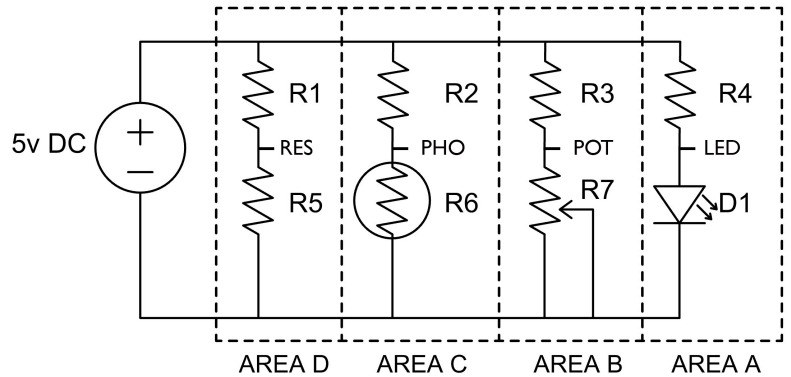 R1 R2 R3 R4
5v DC + RES PHO POT LED
−
R5 R6 R7 D1
AREA D AREA C AREA B AREA A